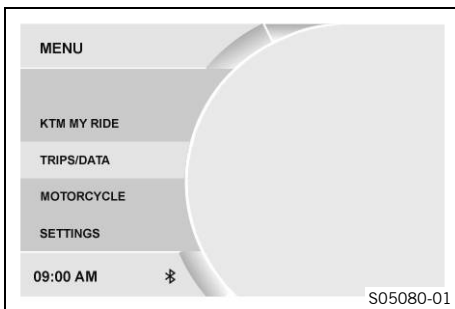 MENU
KTM MY RIDE
TRIPS/DATA
MOTORCYCLE
SETTINGS
09:00 AM
S05080-01